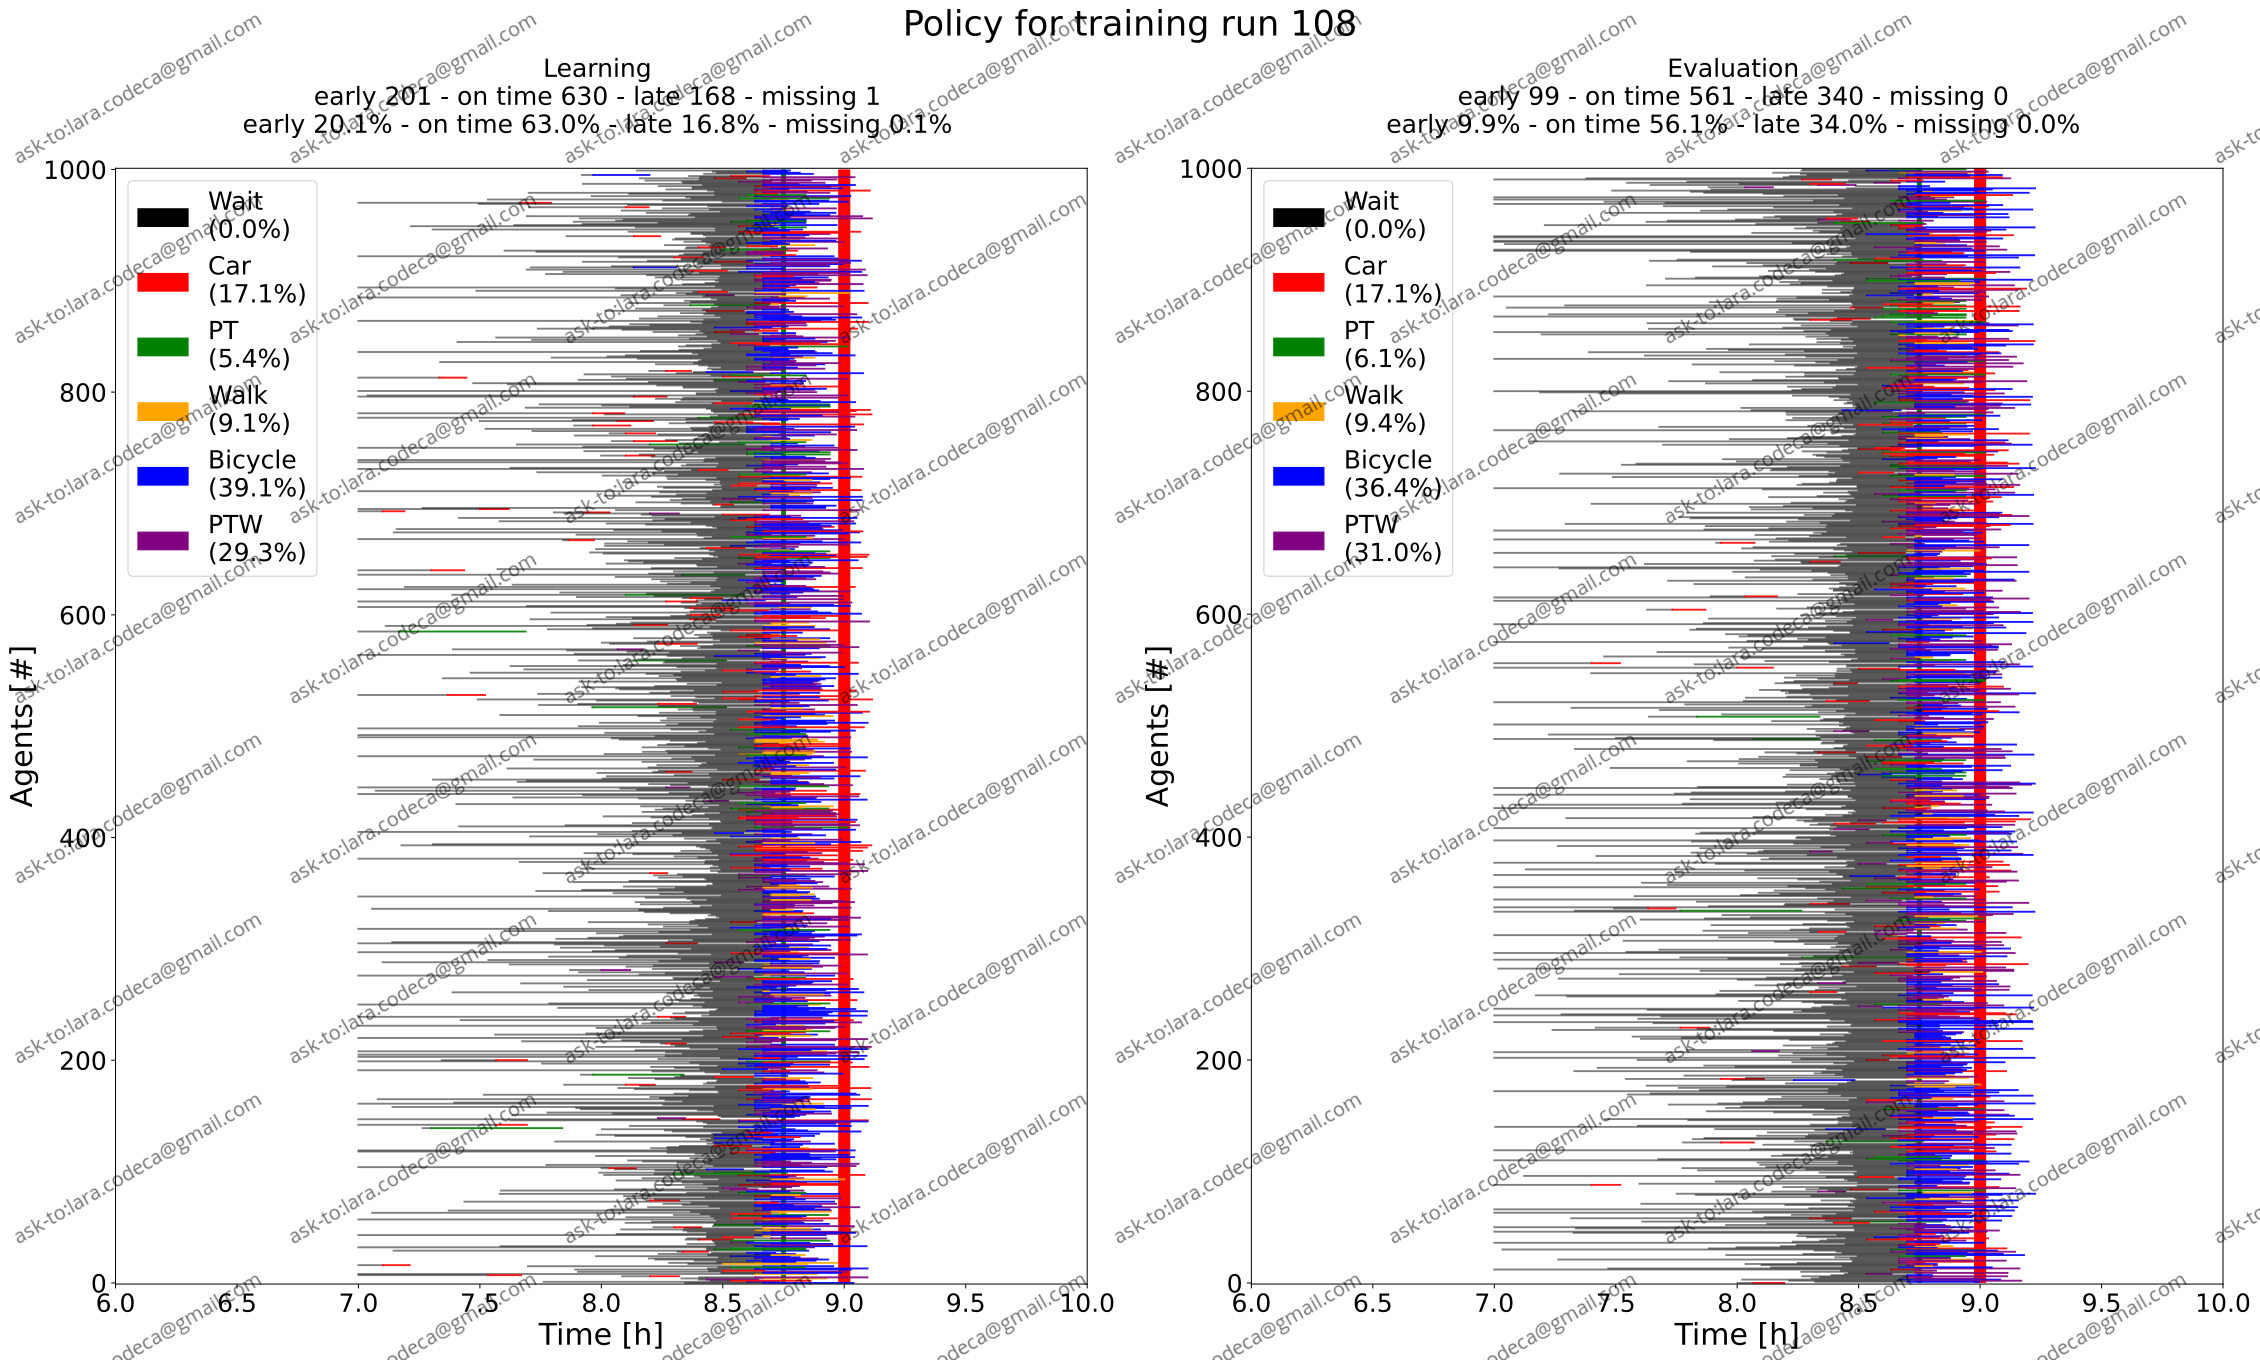 Policy for training run 108
Learning
early 201 - on time 630 - late 168 - missing 1
early 20.1% - on time 63.0% - late 16.8% - missing 0.1%
1000
800
600
400
200
0
Agents [#]
Wait
(0.0%)
Car
(17.1%)
PT
(5.4%)
Walk
(9.1%)
Bicycle
(39.1%)
PTW
(29.3%)
6.0 6.5 7.0 7.5 8.0 8.5 9.0 9.5 10.0
Time [h]
Evaluation
early 99 - on time 561 - late 340 - missing 0
early 9.9% - on time 56.1% - late 34.0% - missing 0.0%
1000
800
600
400
200
0
Agents [#]
Wait
(0.0%)
Car
(17.1%)
PT
(6.1%)
Walk
(9.4%)
Bicycle
(36.4%)
PTW
(31.0%)
6.0 6.5 7.0 7.5 8.0 8.5 9.0 9.5 10.0
Time [h]
ask-to:lara.codeca@gmail.com